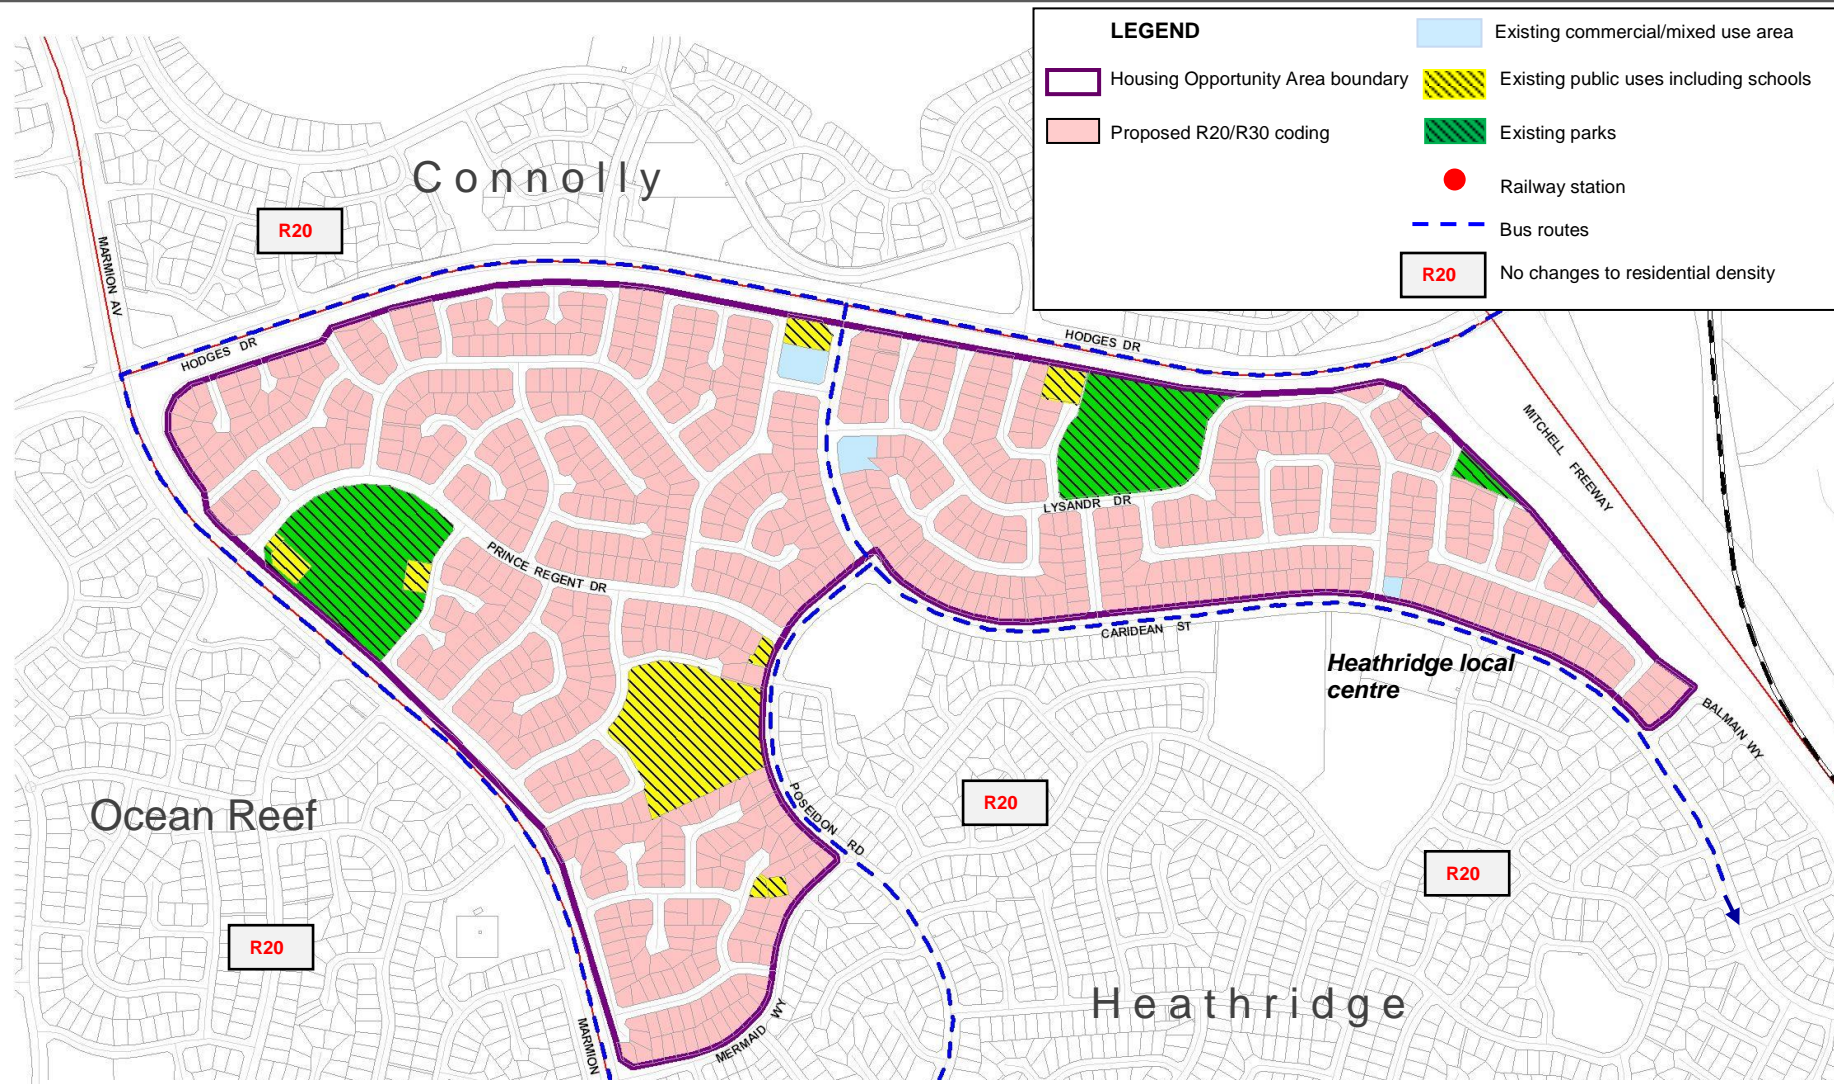 LEGEND
Existing commercial/mixed use area
Housing Opportunity Area boundary
Existing public uses including schools
Proposed R20/R30 coding
Existing parks
Railway station
Bus routes
R20
No changes to residential density
Connolly
R20
MARMION AV
HODGES DR
HODGES DR
MITCHELL FREEWAY
LYSANDR DR
PRINCE REGENT DR
CARIDEAN ST
Heathridge local
centre
BALMAIN WY
Ocean Reef
POSEIDON RD
R20
R20
R20
Heathridge
MERMAID WY
MARMION